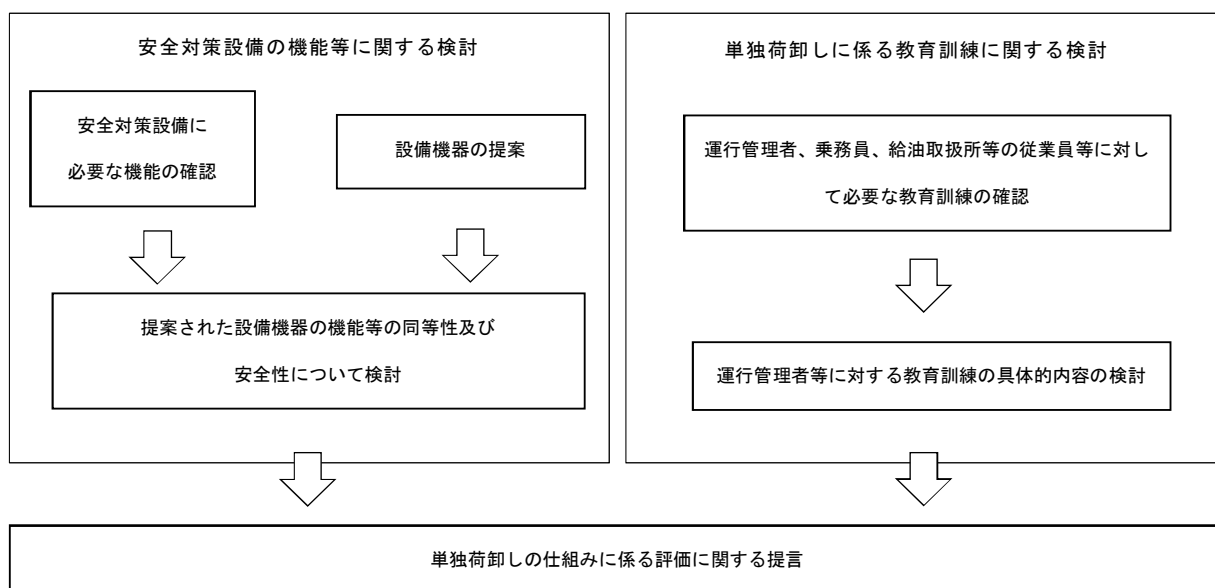 安全対策設備の機能等に関する検討
安全対策設備に
必要な機能の確認
設備機器の提案
提案された設備機器の機能等の同等性及び
安全性について検討
単独荷卸しに係る教育訓練に関する検討
運行管理者、乗務員、給油取扱所等の従業員等に対し
て必要な教育訓練の確認
運行管理者等に対する教育訓練の具体的内容の検討
単独荷卸しの仕組みに係る評価に関する提言